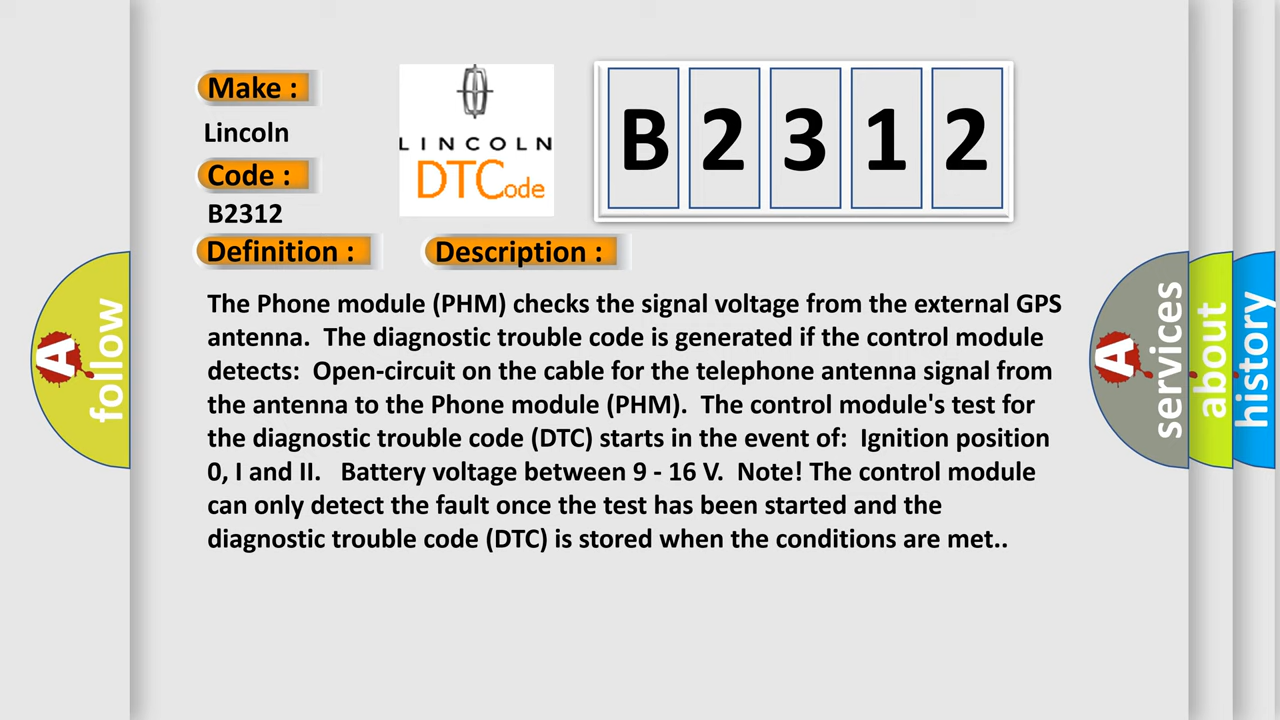 Make :
Lincoln
Code :
B2312
Definition :
Description :
LINCOLN
DTCode
B 2 3 1 2
The Phone module (PHM) checks the signal voltage from the external GPS
antenna.  The diagnostic trouble code is generated if the control module
detects:  Open-circuit on the cable for the telephone antenna signal from
the antenna to the Phone module (PHM).  The control module's test for
the diagnostic trouble code (DTC) starts in the event of:  Ignition position
0, I and II.   Battery voltage between 9 - 16 V.  Note! The control module
can only detect the fault once the test has been started and the
diagnostic trouble code (DTC) is stored when the conditions are met..
A follow
A services
about
history